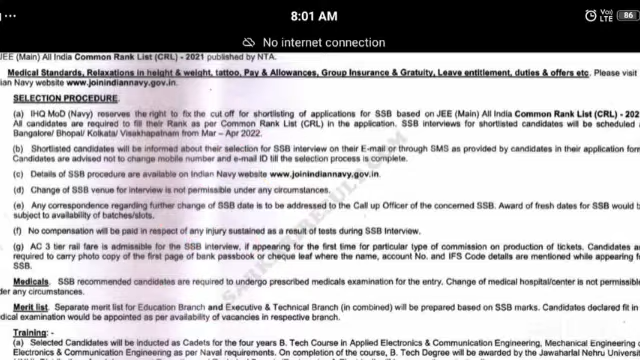 8:01 AM
Vo)
LTE
86
No internet connection
JEE (Main) All India Common Rank List (CRL) - 2021 published by NTA.
Medical Standards, Relaxations in height & weight, tattoo, Pay & Allowances, Group Insurance & Gratuity, Leave entitlement, duties & offers etc. Please visit
ian Navy website www.joinindiannavy.gov.in.
SELECTION PROCEDURE.
(a) IHQ MoD (Navy) reserves the right to fix the cut off for shortlisting of applications for SSB based on JEE (Main) All India Common Rank List (CRL) - 202
All candidates are required to fill their Rank as per Common Rank List (CRL) in the application. SSB interviews for shortlisted candidates will be scheduled a
Bangalore/ Bhopal/ Kolkata/ Visakhapatnam from Mar – Apr 2022.
(b) Shortlisted candidates will be informed about their selection for SSB interview on their E-mail or through SMS as provided by candidates in their application form
Candidates are advised not to change mobile number and e-mail ID till the selection process is complete.
(c) Details of SSB procedure are available on Indian Navy website www.joinindiannavy.gov.in.
(d) Change of SSB venue for interview is not permissible under any circumstances.
(e) Any correspondence regarding further change of SSB date is to be addressed to the Call up Officer of the concerned SSB. Award of fresh dates for SSB would b
subject to availability of batches/slots.
(f) No compensation will be paid in respect of any injury sustained as a result of tests during SSB Interview.
(g) AC 3 tier rail fare is admissible for the SSB interview, if appearing for the first time for particular type of commission on production of tickets. Candidates a
required to carry photo copy of the first page of bank passbook or cheque leaf where the name, account No. and IFS Code details are mentioned while appearing f
SSB.
Medicals. SSB recommended candidates are required to undergo prescribed medicals examination for the entry. Change of medical hospital/center is not permissible
der any circumstances.
Merit list. Separate merit list for Education Branch and Executive & Technical Branch (in combined) will be prepared based on SSB marks. Candidates declared fit in
dical examination would be appointed as per availability of vacancies in respective branch.
Training: -
(a) Selected Candidates will be inducted as Cadets for the four years B. Tech Course in Applied Electronics & Communication Engineering, Mechanical Engineering o
Electronics & Communication Engineering as per Naval requirements. On completion of the course, B. Tech Degree will be awarded by the Jawaharlal Nehru Univers